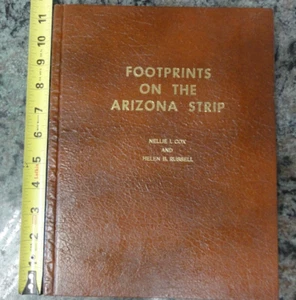 FOOTPRINTS
ON THE
ARIZONA STRIP
NELLIE I. COX
AND
HELEN B. RUSSELL
11
10
9
8
7
6
5
4
3
2
1